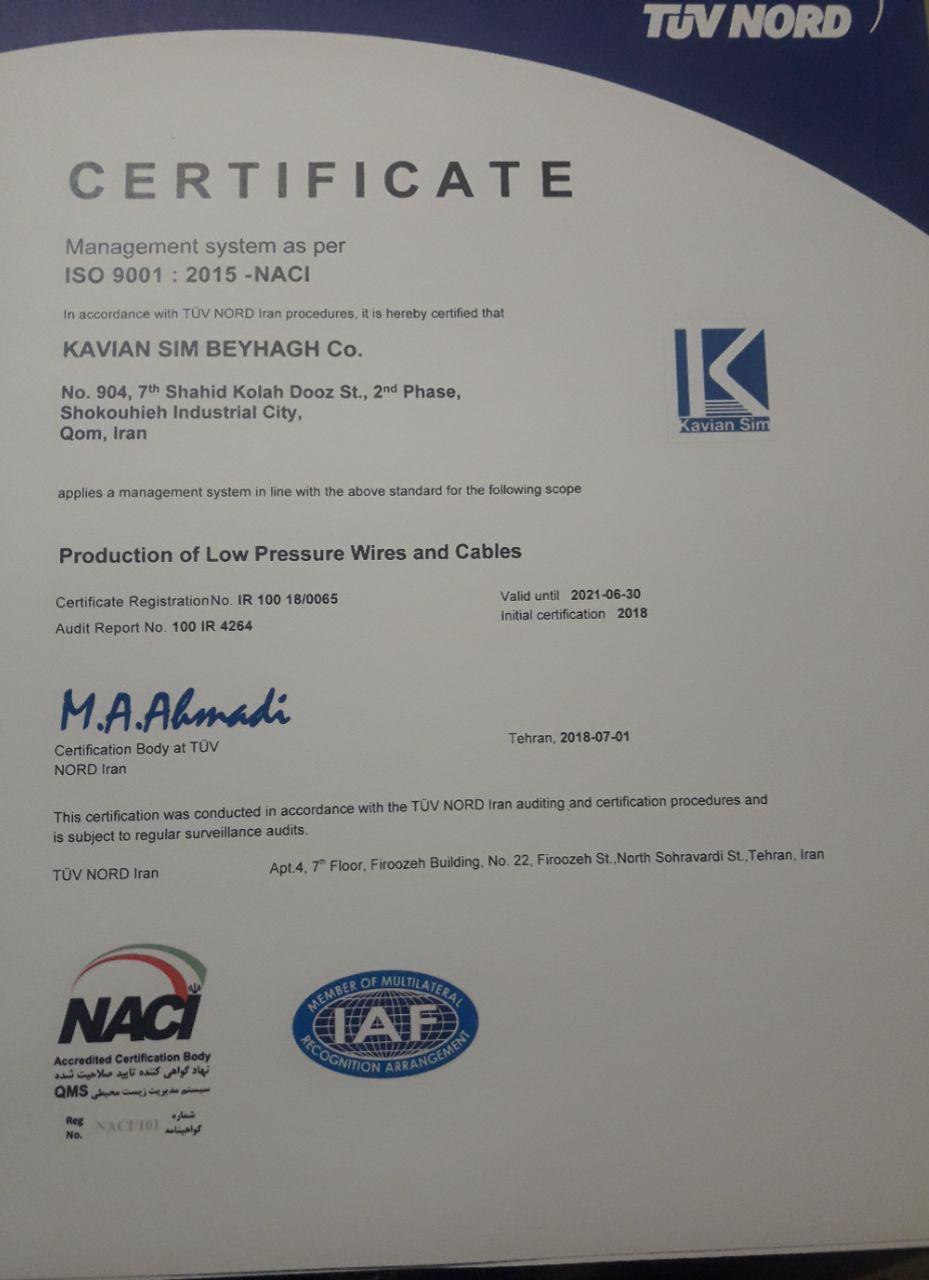 TÜV NORD
CERTIFICATE
Management system as per
ISO 9001 : 2015 -NACI
In accordance with TÜV NORD Iran procedures, it is hereby certified that
KAVIAN SIM BEYHAGH Co.
No. 904, 7th Shahid Kolah Dooz St., 2nd Phase,
Shokouhieh Industrial City,
Qom, Iran
Kavian Sim
applies a management system in line with the above standard for the following scope
Production of Low Pressure Wires and Cables
Certificate Registration No. IR 100 18/0065
Valid until 2021-06-30
Audit Report No. 100 IR 4264
Initial certification 2018
M.A.Ahmadi
Certification Body at TÜV
NORD Iran
Tehran, 2018-07-01
This certification was conducted in accordance with the TÜV NORD Iran auditing and certification procedures and
is subject to regular surveillance audits.
TÜV NORD Iran
Apt.4, 7th Floor, Firoozeh Building, No. 22, Firoozeh St.,North Sohravardi St.,Tehran, Iran
NACI
Accredited Certification Body
نهاد گواهی کننده تایید صلاحیت شده
QMS سیستم مدیریت زیست محیطی
Reg No. NACI/101 شماره گواهینامه
MEMBER OF MULTILATERAL
IAF
RECOGNITION ARRANGEMENT